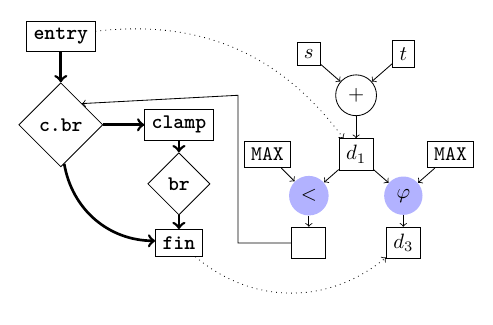 entry
s
t
+
c.br
clamp
MAX
d₁
MAX
br
<
φ
fin
d₃